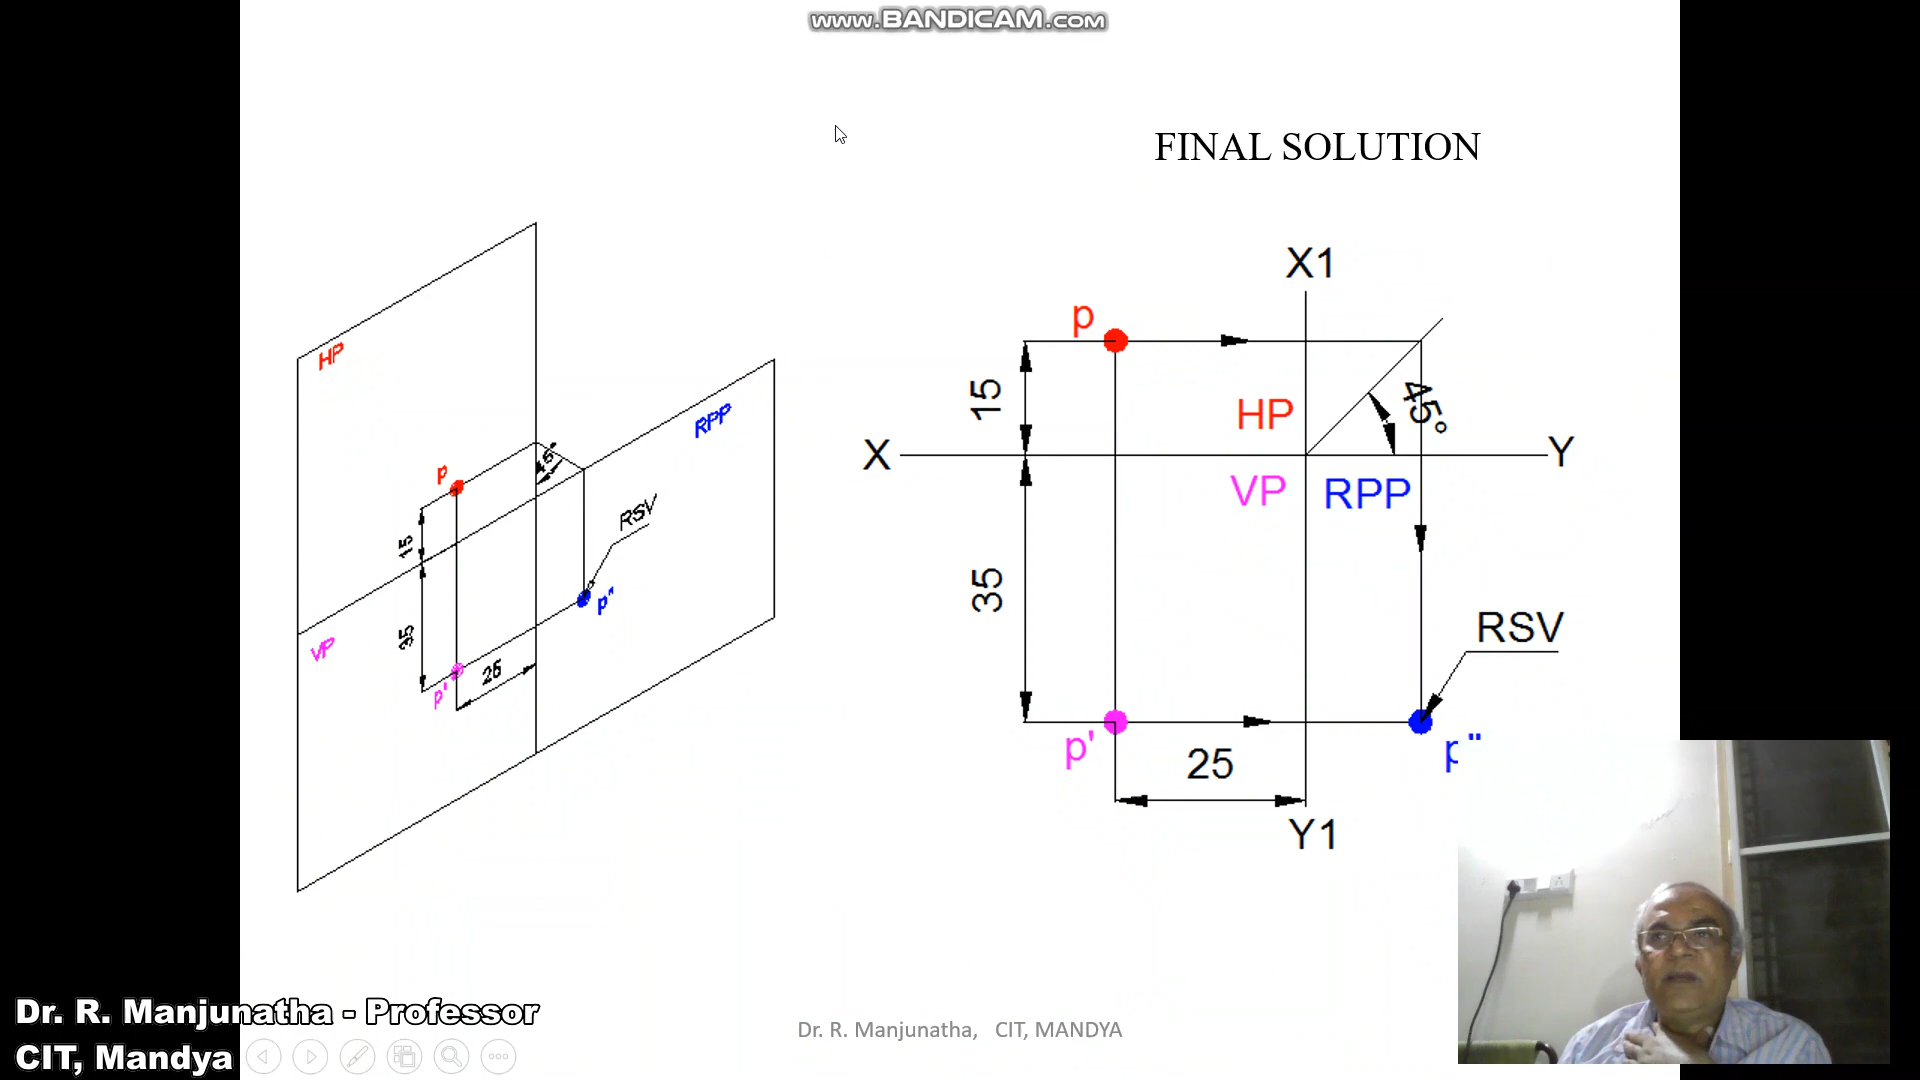 www.BANDICAM.com
FINAL SOLUTION
HP
RPP
p
45°
RSV
15
p"
35
VP
25
p'
X1
p
15
HP
45°
X
Y
VP
RPP
35
RSV
p'
25
p"
Y1
Dr. R. Manjunatha - Professor
CIT, Mandya
Dr. R. Manjunatha, CIT, MANDYA